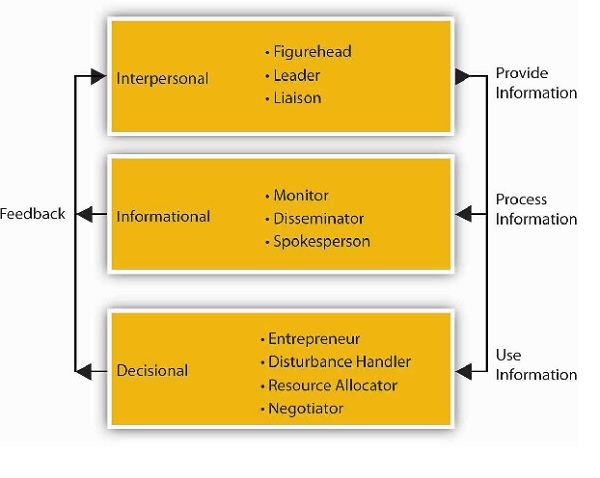 Interpersonal
• Figurehead
• Leader
• Liaison
Provide
Information
Feedback
Informational
• Monitor
• Disseminator
• Spokesperson
Process
Information
Decisional
• Entrepreneur
• Disturbance Handler
• Resource Allocator
• Negotiator
Use
Information